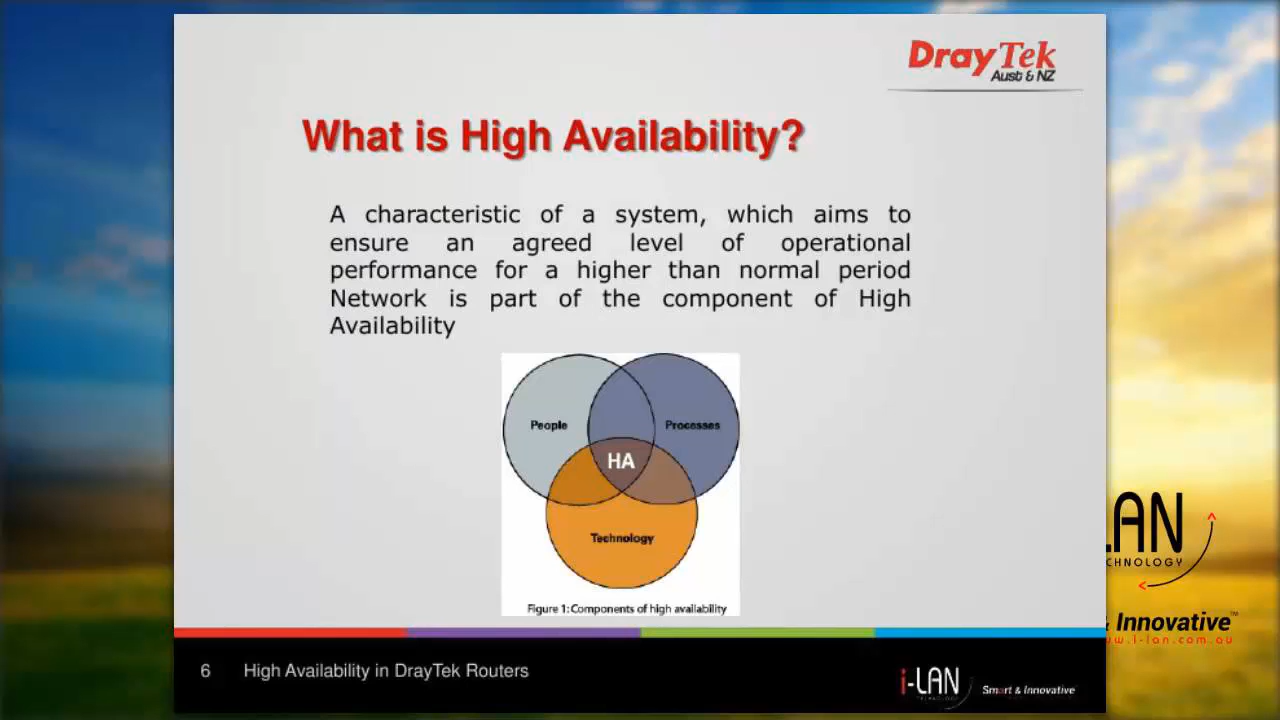 DrayTek
Aust & NZ
What is High Availability?
A characteristic of a system, which aims to
ensure an agreed level of operational
performance for a higher than normal period
Network is part of the component of High
Availability
People
Processes
HA
Technology
Figure 1: Components of high availability
LAN
CHNOLOGY
Innovative™
w.i-lan.com.au
6 High Availability in DrayTek Routers
i-LAN
TECHNOLOGY
Smart & Innovative